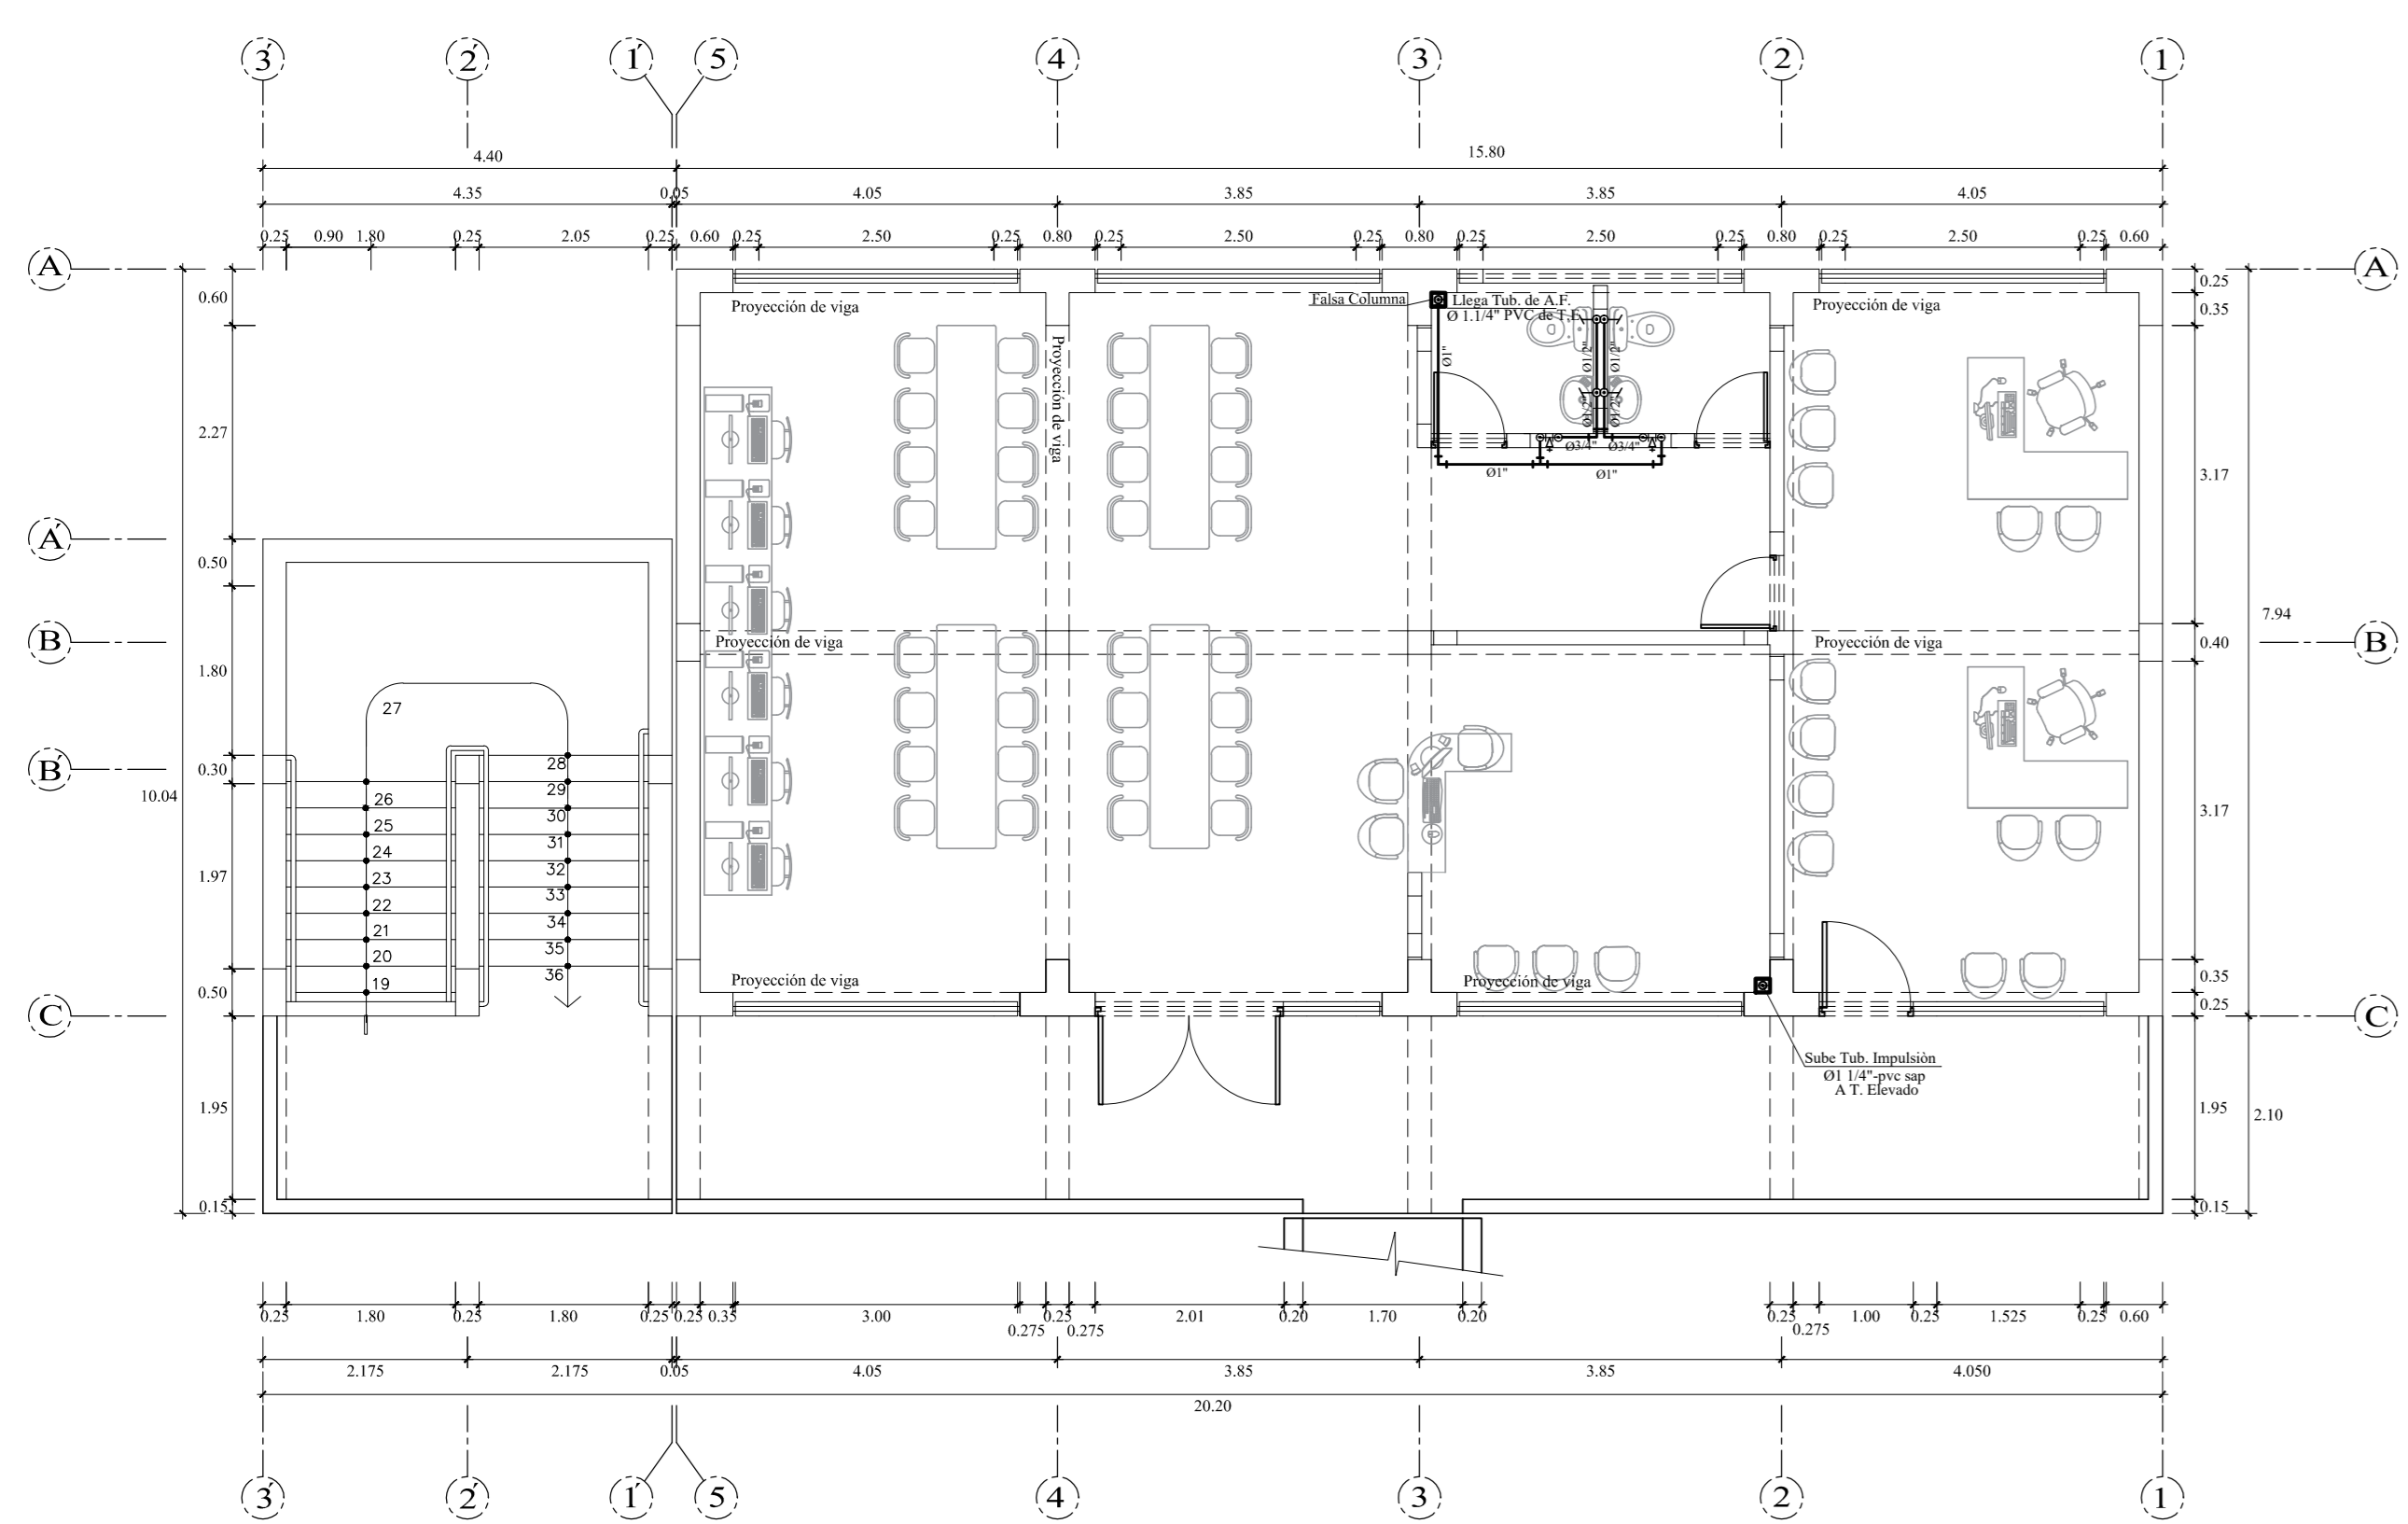 3' 2' 1' 5 4 3 2 1
4.40 15.80
4.35 0.05 4.05 3.85 3.85 4.05
0.25 0.90 1.80 0.25 2.05 0.25 0.60 0.25 2.50 0.25 0.80 0.25 2.50 0.25 0.80 0.25 2.50 0.25 0.80 0.25 2.50 0.25 0.60
A A
0.60 0.25
0.35
Proyección de viga
Falsa Columna
Llega Tub. de A.F.
Ø 1.1/4" PVC de T.E.
Proyección de viga
Proyección de viga
Ø1"
Ø1/2" Ø1/2"
Ø1/2" Ø1/2"
Ø3/4" Ø3/4"
Ø1" Ø1"
2.27 3.17
A'
0.50
7.94
B B
Proyección de viga Proyección de viga
0.40
1.80
27
B'
0.30
10.04
28
29
26 30
25 31
24 32
23 33
22 34
21 35
20 36
19
1.97 3.17
0.50 0.35
0.25
Proyección de viga Proyección de viga
C C
Sube Tub. Impulsiòn
Ø1 1/4"-pvc sap
A T. Elevado
1.95 1.95 2.10
0.15 0.15
0.25 1.80 0.25 1.80 0.25 0.25 0.35 3.00 0.275 0.25 0.275 2.01 0.20 1.70 0.20 0.25 0.275 1.00 0.25 1.525 0.25 0.60
2.175 2.175 0.05 4.05 3.85 3.85 4.050
20.20
3' 2' 1' 5 4 3 2 1